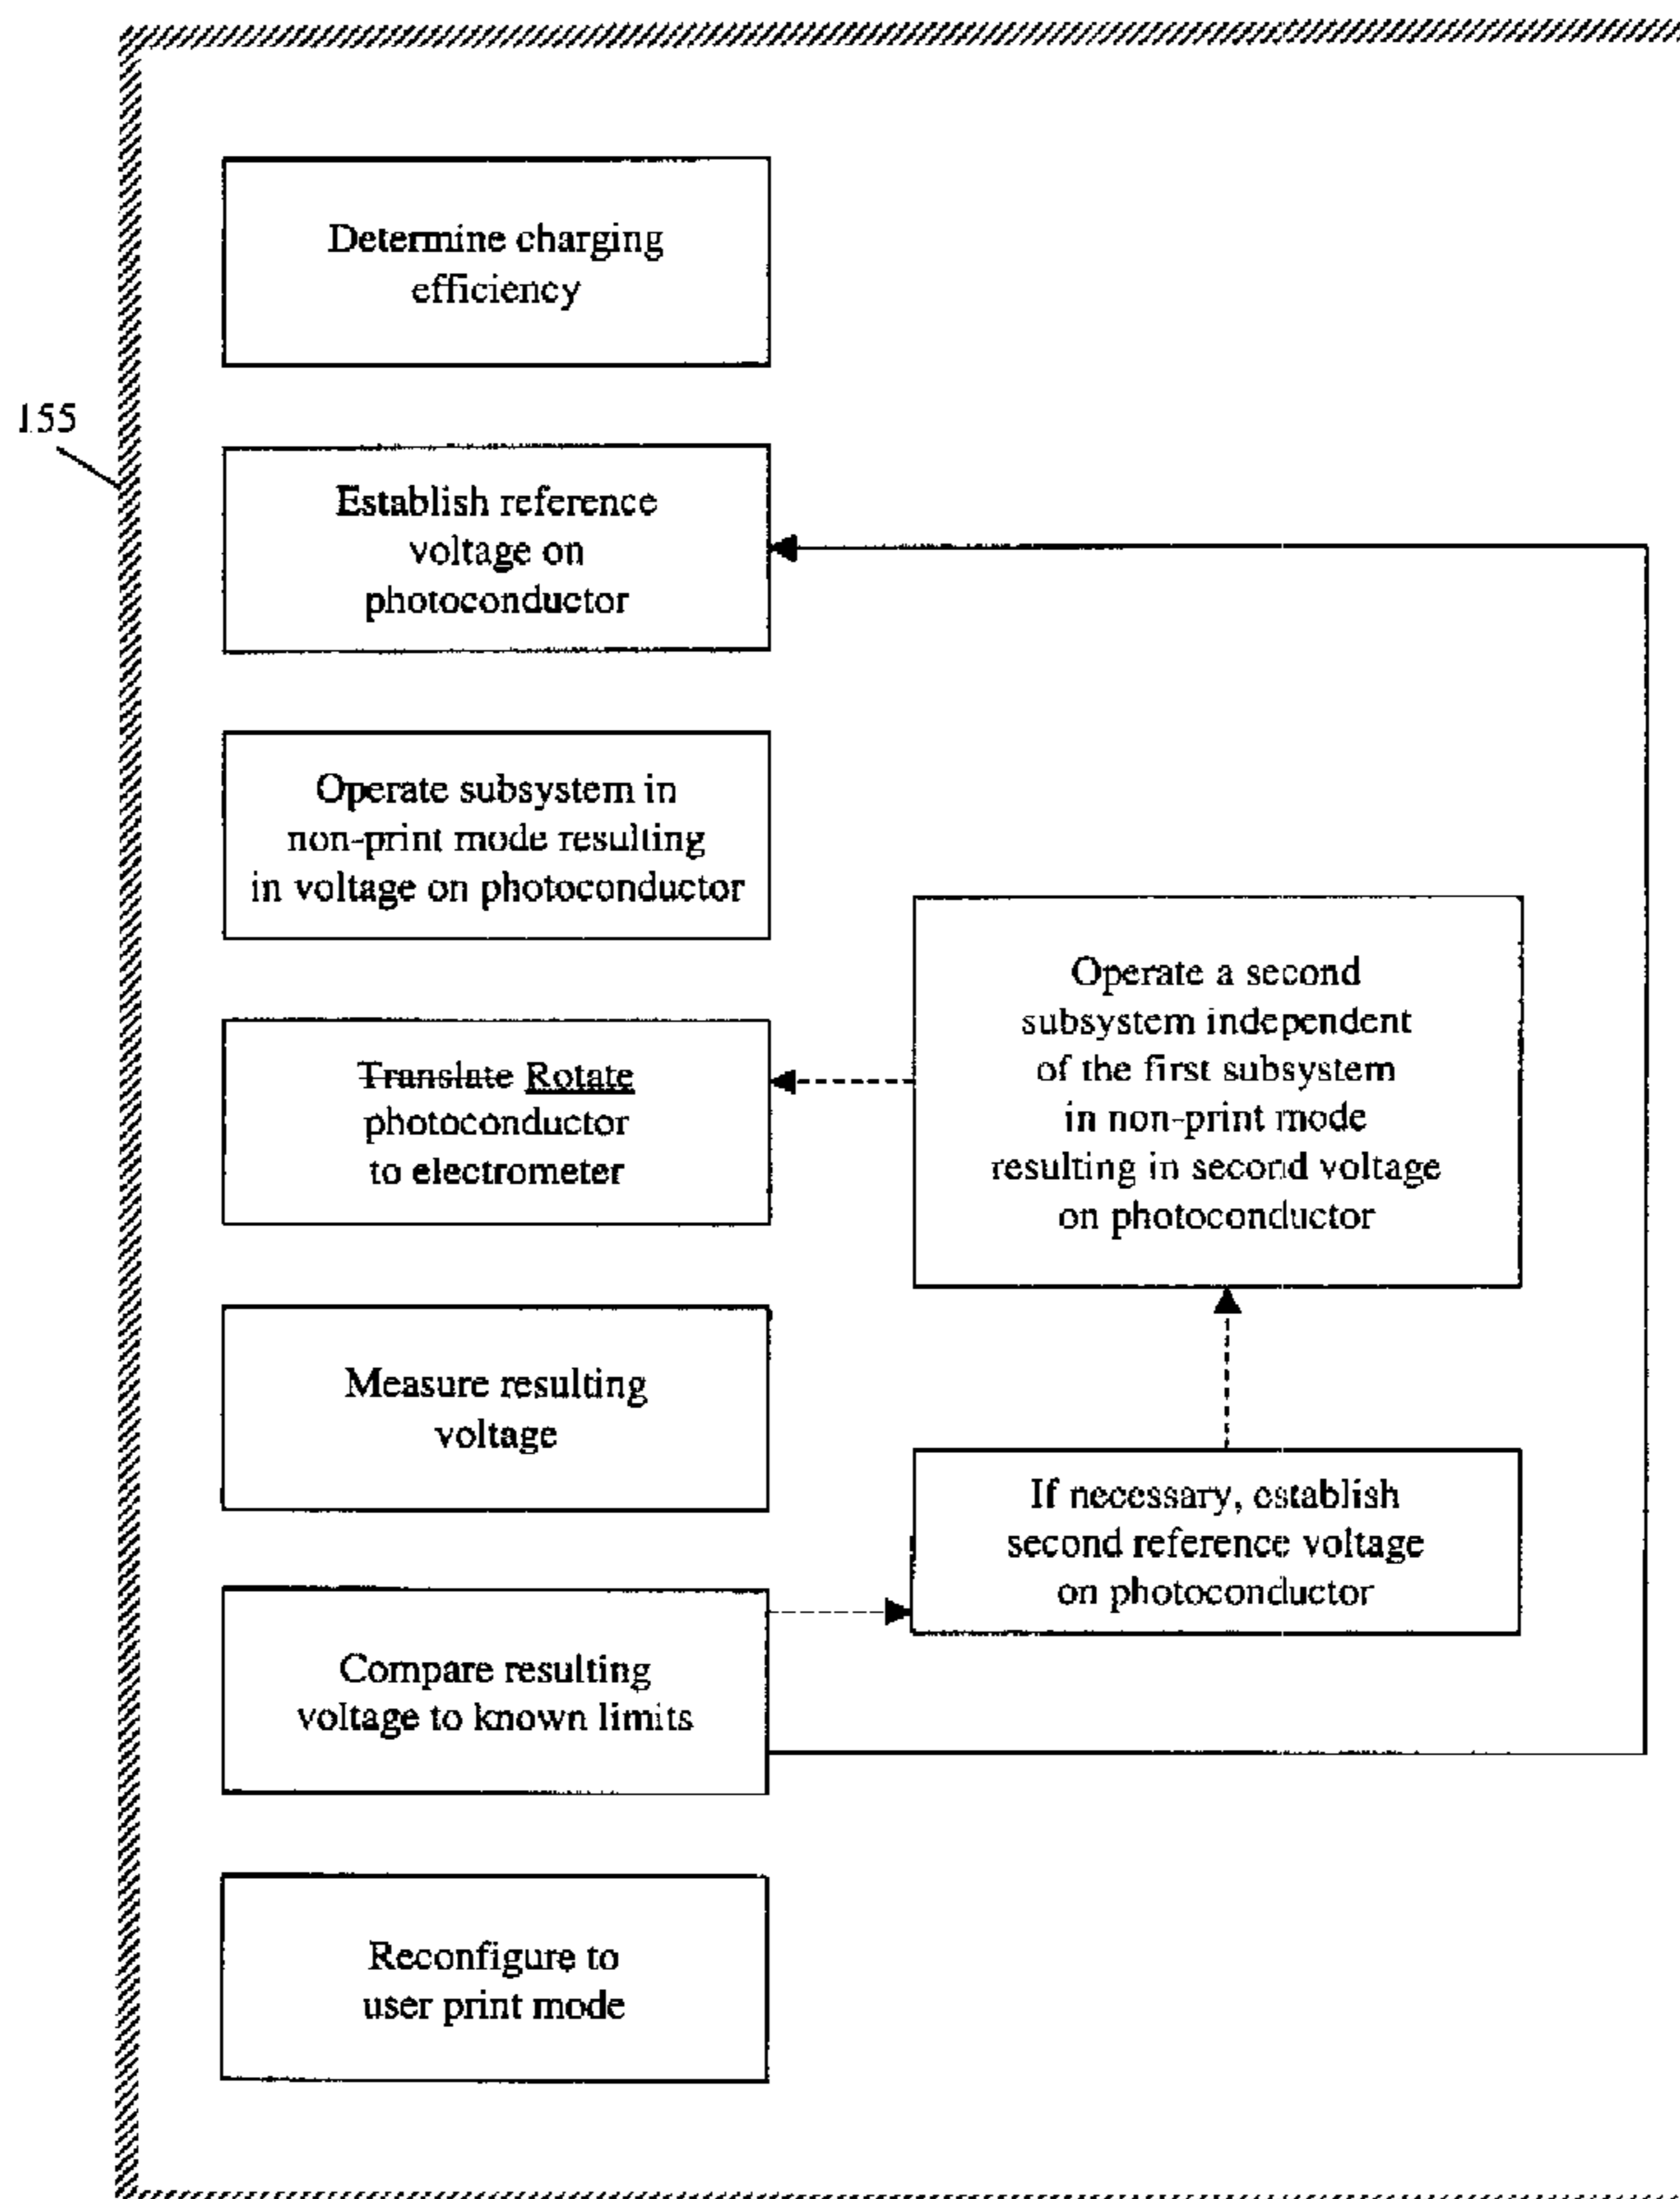 Determine charging
efficiency
155
Establish reference
voltage on
photoconductor
Operate subsystem in
non-print mode resulting
in voltage on photoconductor
Operate a second
subsystem independent
of the first subsystem
in non-print mode
resulting in second voltage
on photoconductor
Translate Rotate
photoconductor
to electrometer
Measure resulting
voltage
If necessary, establish
second reference voltage
on photoconductor
Compare resulting
voltage to known limits
Reconfigure to
user print mode